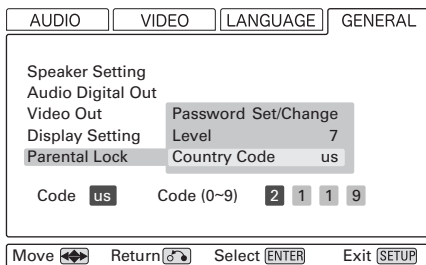 AUDIO VIDEO LANGUAGE GENERAL
Speaker Setting
Audio Digital Out
Video Out Password Set/Change
Display Setting Level 7
Parental Lock Country Code us
Code us Code (0~9) 2 1 1 9
Move Return Select ENTER Exit SETUP